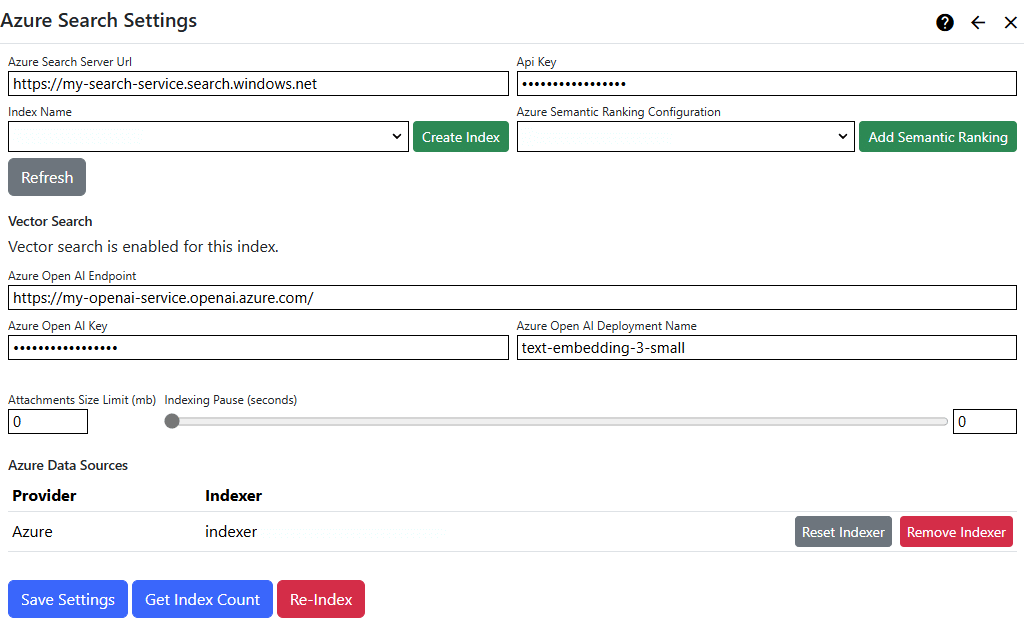 Azure Search Settings
Azure Search Server Url
Api Key
https://my-search-service.search.windows.net
•••••••••••••••••
Index Name
Azure Semantic Ranking Configuration
Create Index
Add Semantic Ranking
Refresh
Vector Search
Vector search is enabled for this index.
Azure Open AI Endpoint
https://my-openai-service.openai.azure.com/
Azure Open AI Key
Azure Open AI Deployment Name
•••••••••••••••••
text-embedding-3-small
Attachments Size Limit (mb)
Indexing Pause (seconds)
0
0
Azure Data Sources
Provider
Indexer
Azure
indexer
Reset Indexer
Remove Indexer
Save Settings
Get Index Count
Re-Index